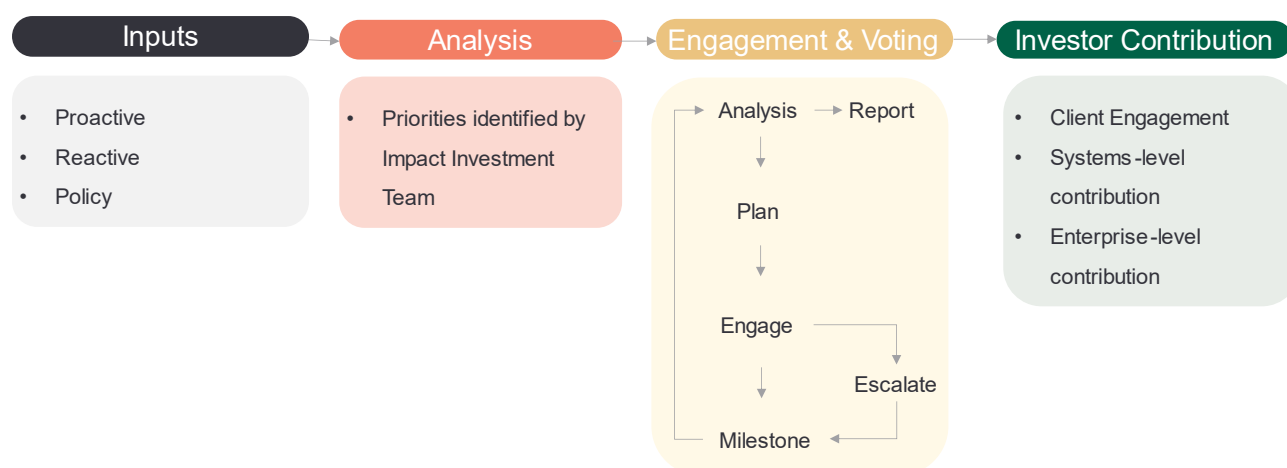 Inputs
Analysis
Engagement & Voting
Investor Contribution
• Proactive
• Reactive
• Policy
• Priorities identified by
Impact Investment
Team
Analysis
Report
Plan
Engage
Escalate
Milestone
• Client Engagement
• Systems-level
contribution
• Enterprise-level
contribution